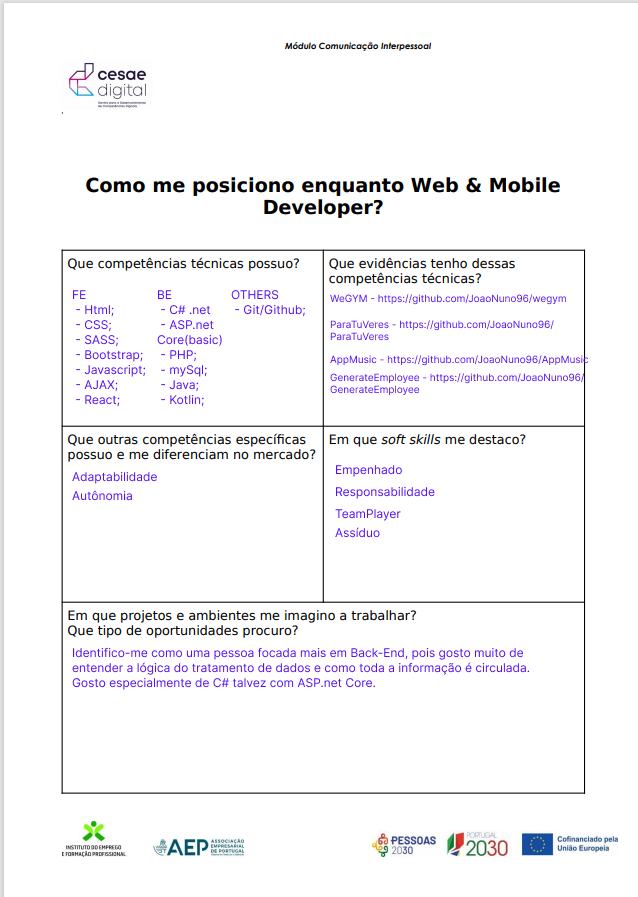 Módulo Comunicação Interpessoal
cesae
digital
Centro para o Desenvolvimento
de Competências Digitais
Como me posiciono enquanto Web & Mobile
Developer?
Que competências técnicas possuo?
FE
- Html;
- CSS;
- SASS;
- Bootstrap;
- Javascript;
- AJAX;
- React;
BE
- C# .net
- ASP.net
Core(basic)
- PHP;
- mySql;
- Java;
- Kotlin;
OTHERS
- Git/Github;
Que evidências tenho dessas
competências técnicas?
WeGYM - https://github.com/JoaoNuno96/wegym
ParaTuVeres - https://github.com/JoaoNuno96/
ParaTuVeres
AppMusic - https://github.com/JoaoNuno96/AppMusic
GenerateEmployee - https://github.com/JoaoNuno96/
GenerateEmployee
Que outras competências específicas
possuo e me diferenciam no mercado?
Adaptabilidade
Autônomia
Em que soft skills me destaco?
Empenhado
Responsabilidade
TeamPlayer
Assíduo
Em que projetos e ambientes me imagino a trabalhar?
Que tipo de oportunidades procuro?
Identifico-me como uma pessoa focada mais em Back-End, pois gosto muito de
entender a lógica do tratamento de dados e como toda a informação é circulada.
Gosto especialmente de C# talvez com ASP.net Core.
INSTITUTO DO EMPREGO
E FORMAÇÃO PROFISSIONAL
AEP
ASSOCIAÇÃO
EMPRESARIAL
DE PORTUGAL
PESSOAS
2030
PORTUGAL
2030
Cofinanciado pela
União Europeia